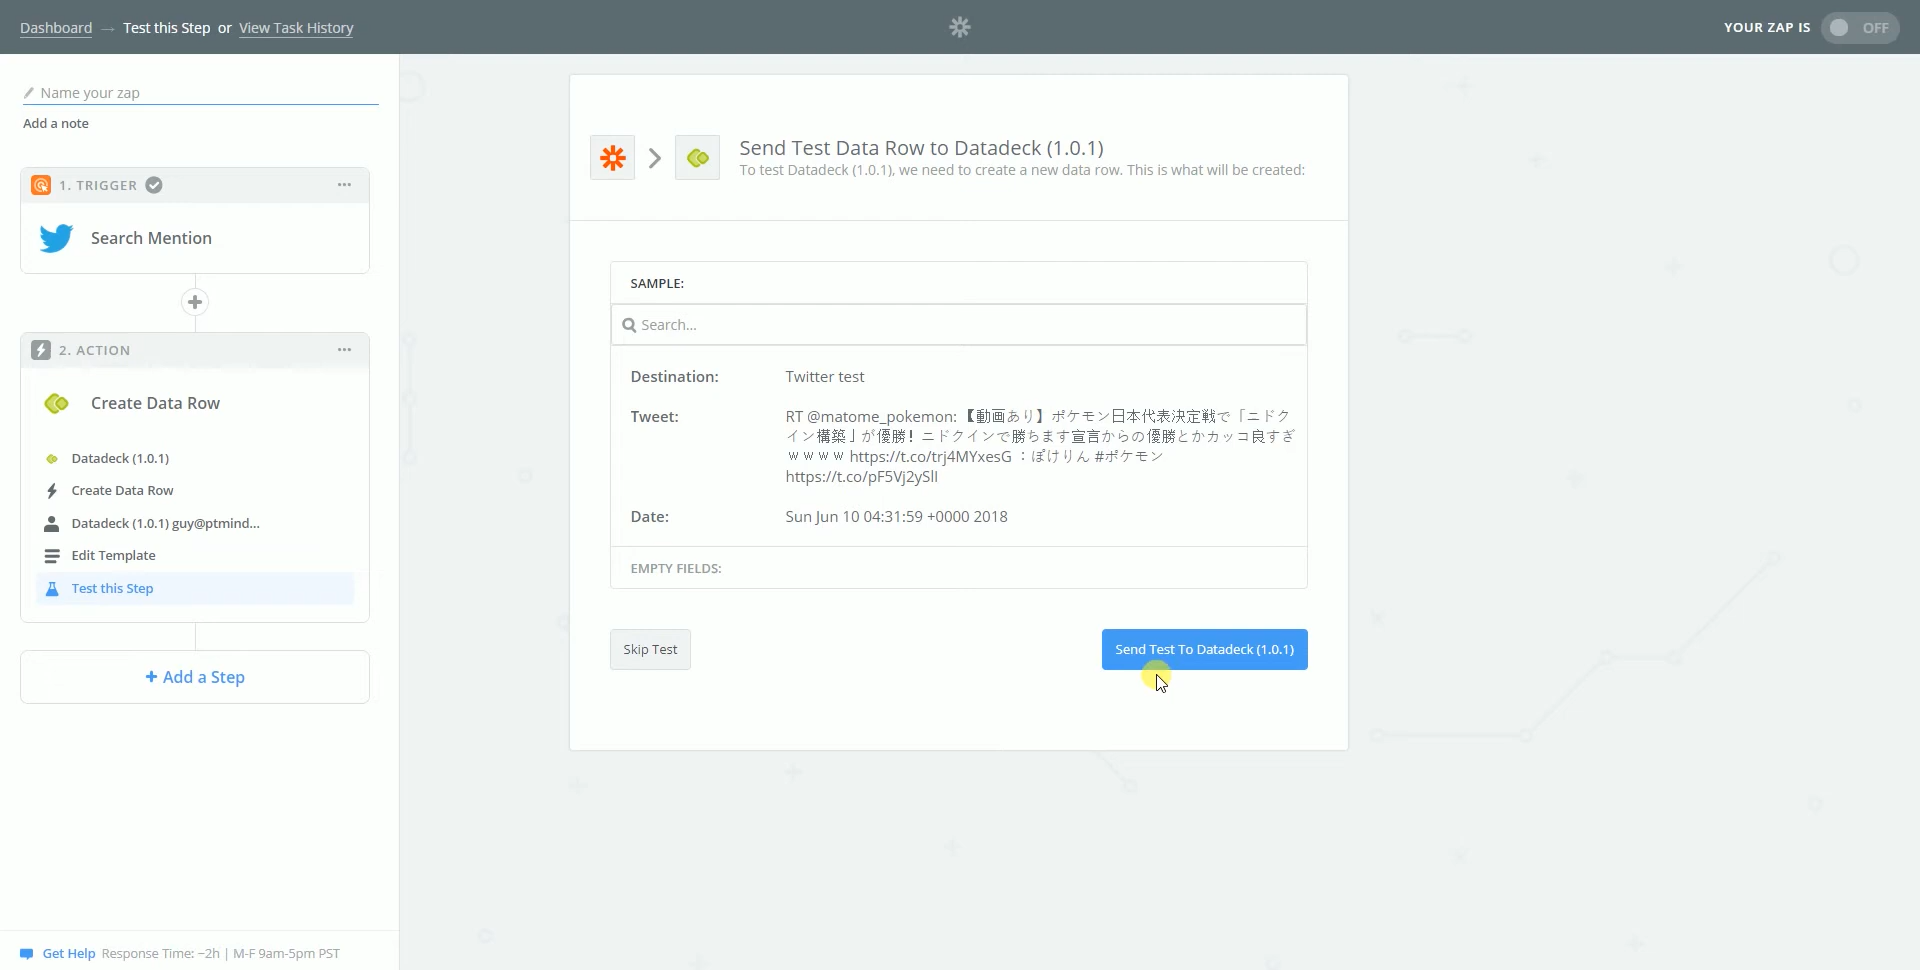 Dashboard → Test this Step or View Task History
YOUR ZAP IS OFF
Name your zap
Add a note
1. TRIGGER
Search Mention
2. ACTION
Create Data Row
Datadeck (1.0.1)
Create Data Row
Datadeck (1.0.1) guy@ptmind...
Edit Template
Test this Step
+ Add a Step
Get Help Response Time: ~2h | M-F 9am-5pm PST
Send Test Data Row to Datadeck (1.0.1)
To test Datadeck (1.0.1), we need to create a new data row. This is what will be created:
SAMPLE:
Search...
Destination: Twitter test
Tweet: RT @matome_pokemon: 【動画あり】ポケモン日本代表決定戦で「ニドク
イン構築」が優勝！ニドクインで勝ちます宣言からの優勝とかカッコ良すぎ
ｗｗｗｗ https://t.co/trj4MYxesG ：ぽけりん #ポケモン
https://t.co/pF5Vj2ySlI
Date: Sun Jun 10 04:31:59 +0000 2018
EMPTY FIELDS:
Skip Test
Send Test To Datadeck (1.0.1)